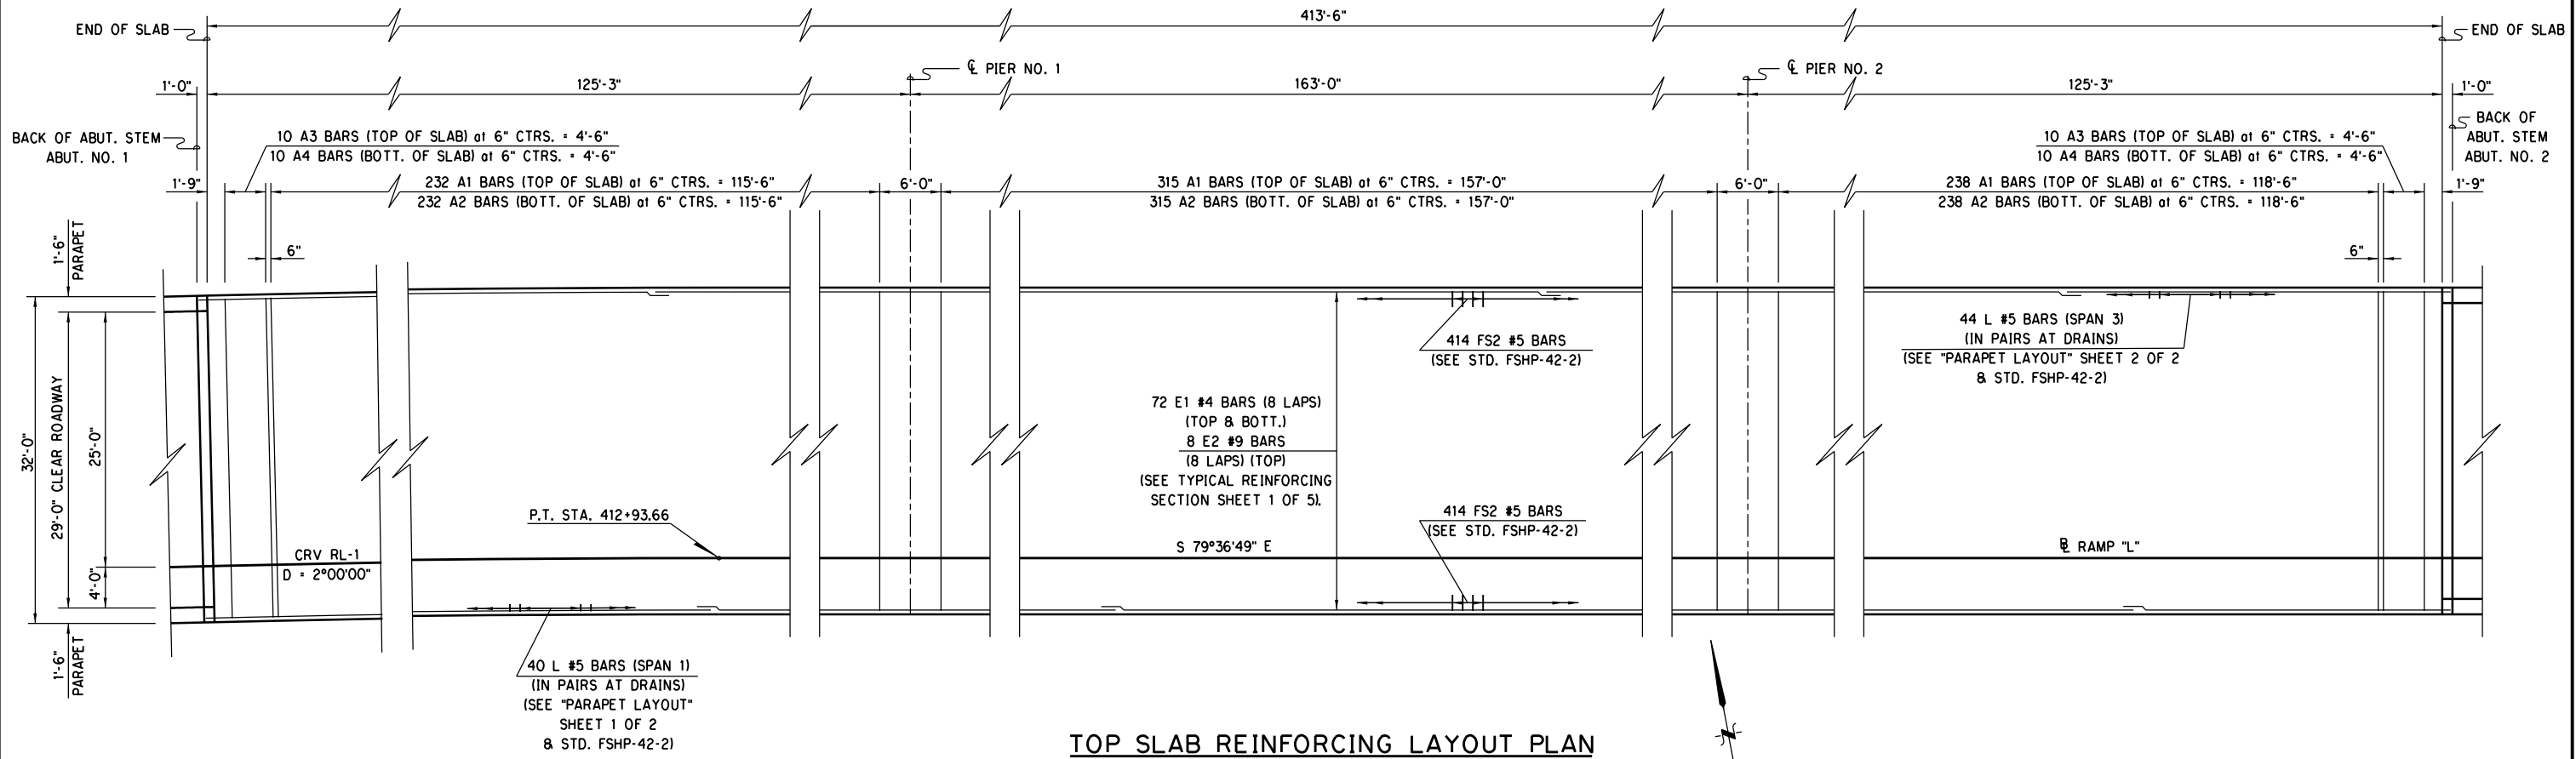 413'-6"
END OF SLAB
END OF SLAB
℄ PIER NO. 1
℄ PIER NO. 2
1'-0"
125'-3"
163'-0"
125'-3"
1'-0"
BACK OF ABUT. STEM
ABUT. NO. 1
10 A3 BARS (TOP OF SLAB) at 6" CTRS. = 4'-6"
10 A4 BARS (BOTT. OF SLAB) at 6" CTRS. = 4'-6"
10 A3 BARS (TOP OF SLAB) at 6" CTRS. = 4'-6"
10 A4 BARS (BOTT. OF SLAB) at 6" CTRS. = 4'-6"
BACK OF
ABUT. STEM
ABUT. NO. 2
1'-9"
232 A1 BARS (TOP OF SLAB) at 6" CTRS. = 115'-6"
232 A2 BARS (BOTT. OF SLAB) at 6" CTRS. = 115'-6"
6'-0"
315 A1 BARS (TOP OF SLAB) at 6" CTRS. = 157'-0"
315 A2 BARS (BOTT. OF SLAB) at 6" CTRS. = 157'-0"
6'-0"
238 A1 BARS (TOP OF SLAB) at 6" CTRS. = 118'-6"
238 A2 BARS (BOTT. OF SLAB) at 6" CTRS. = 118'-6"
1'-9"
1'-6"
PARAPET
6"
6"
32'-0"
29'-0" CLEAR ROADWAY
25'-0"
4'-0"
1'-6"
PARAPET
414 FS2 #5 BARS
(SEE STD. FSHP-42-2)
44 L #5 BARS (SPAN 3)
(IN PAIRS AT DRAINS)
(SEE "PARAPET LAYOUT" SHEET 2 OF 2
& STD. FSHP-42-2)
72 E1 #4 BARS (8 LAPS)
(TOP & BOTT.)
8 E2 #9 BARS
(8 LAPS) (TOP)
(SEE TYPICAL REINFORCING
SECTION SHEET 1 OF 5).
P.T. STA. 412+93.66
414 FS2 #5 BARS
(SEE STD. FSHP-42-2)
CRV RL-1
D = 2°00'00"
S 79°36'49" E
℄ RAMP "L"
40 L #5 BARS (SPAN 1)
(IN PAIRS AT DRAINS)
(SEE "PARAPET LAYOUT"
SHEET 1 OF 2
& STD. FSHP-42-2)
N
TOP SLAB REINFORCING LAYOUT PLAN